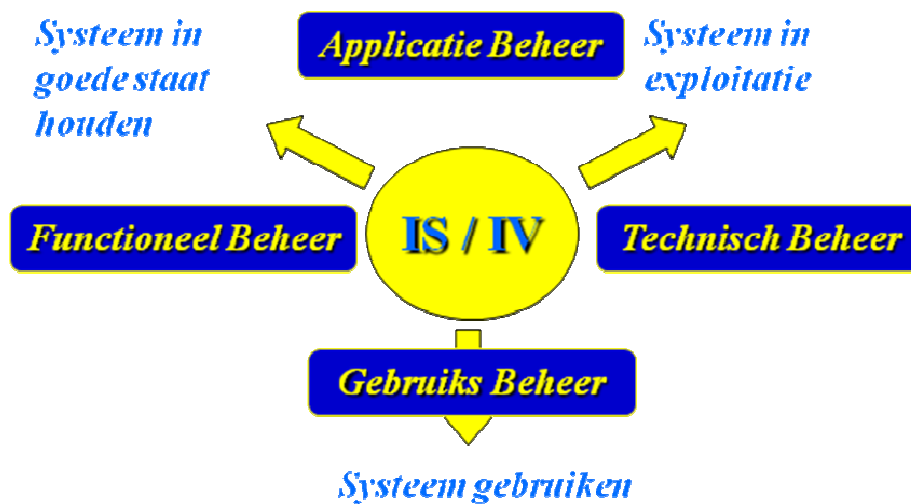 Systeem in
goede staat
houden
Applicatie Beheer
Systeem in
exploitatie
Functioneel Beheer
IS / IV
Technisch Beheer
Gebruiks Beheer
Systeem gebruiken